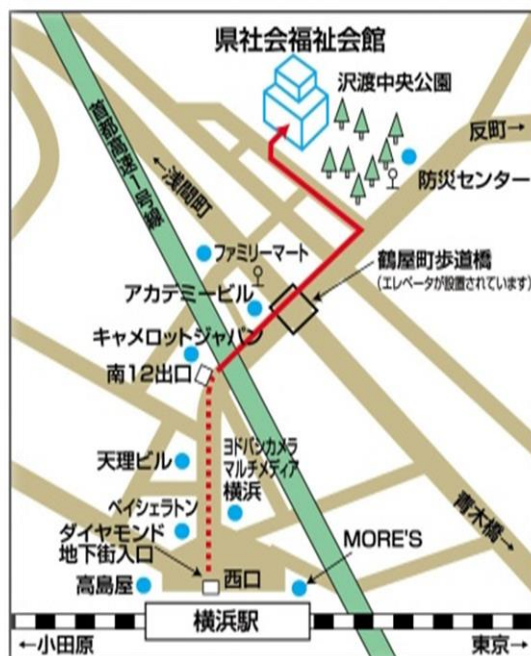 県社会福祉会館
沢渡中央公園
反町→
首都高速1号線
←浅間町
防災センター
ファミリーマート
鶴屋町歩道橋
(エレベータが設置されています)
アカデミービル
キャメロットジャパン
南12出口
天理ビル
ヨドバシカメラ
マルチメディア
横浜
ベイシェラトン
ダイヤモンド
地下街入口
青木橋→
MORE'S
高島屋
西口
横浜駅
←小田原
東京→